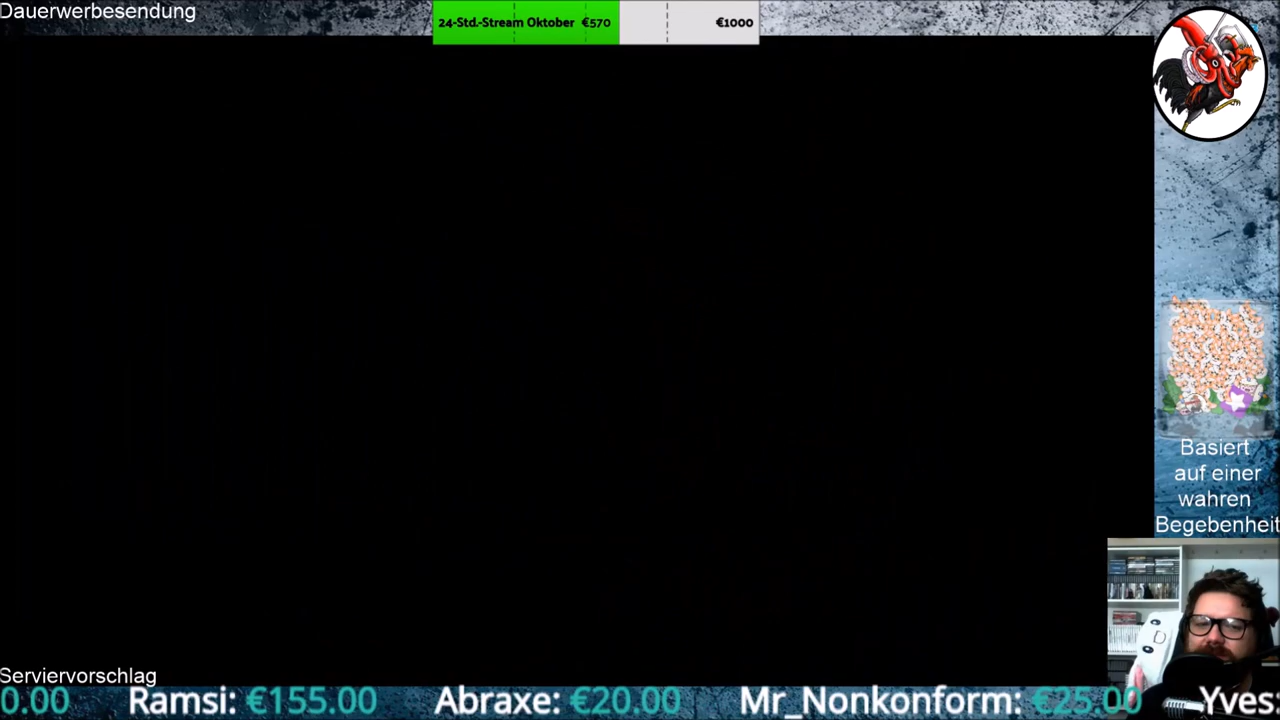 Dauerwerbesendung
24-Std.-Stream Oktober €570
€1000
Basiert
auf einer
wahren
Begebenheit
Serviervorschlag
0.00 Ramsi: €155.00 Abraxe: €20.00 Mr_Nonkonform: €25.00 Yves.